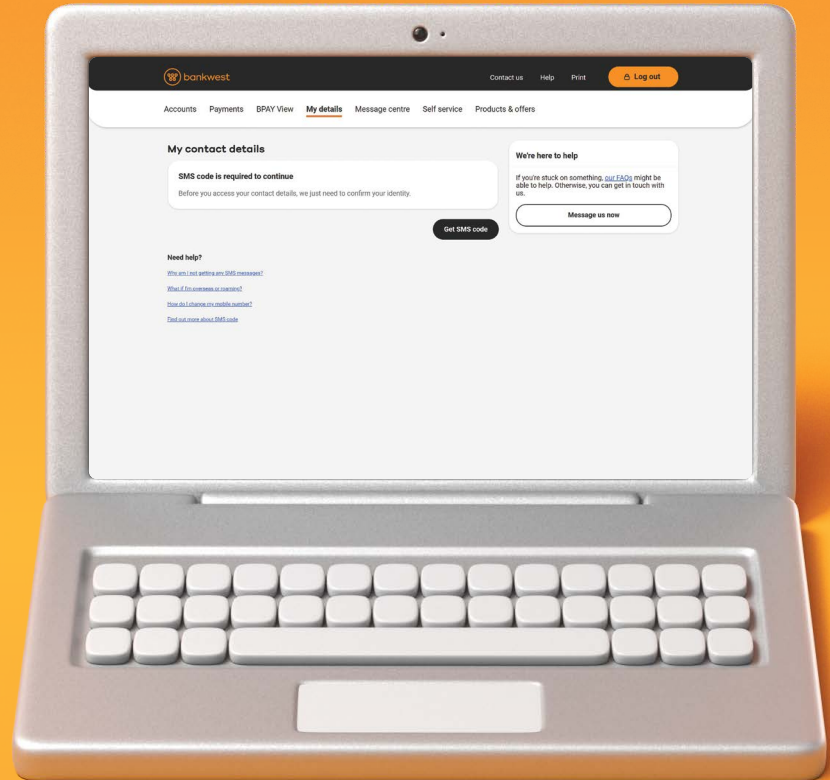 bankwest
Contact us Help Print Log out
Accounts Payments BPAY View My details Message centre Self service Products & offers
My contact details
SMS code is required to continue
Before you access your contact details, we just need to confirm your identity.
Get SMS code
We're here to help
If you're stuck on something, our FAQs might be
able to help. Otherwise, you can get in touch with
us.
Message us now
Need help?
Why am I not getting any SMS messages?
What if I'm overseas or roaming?
How do I change my mobile number?
Find out more about SMS code